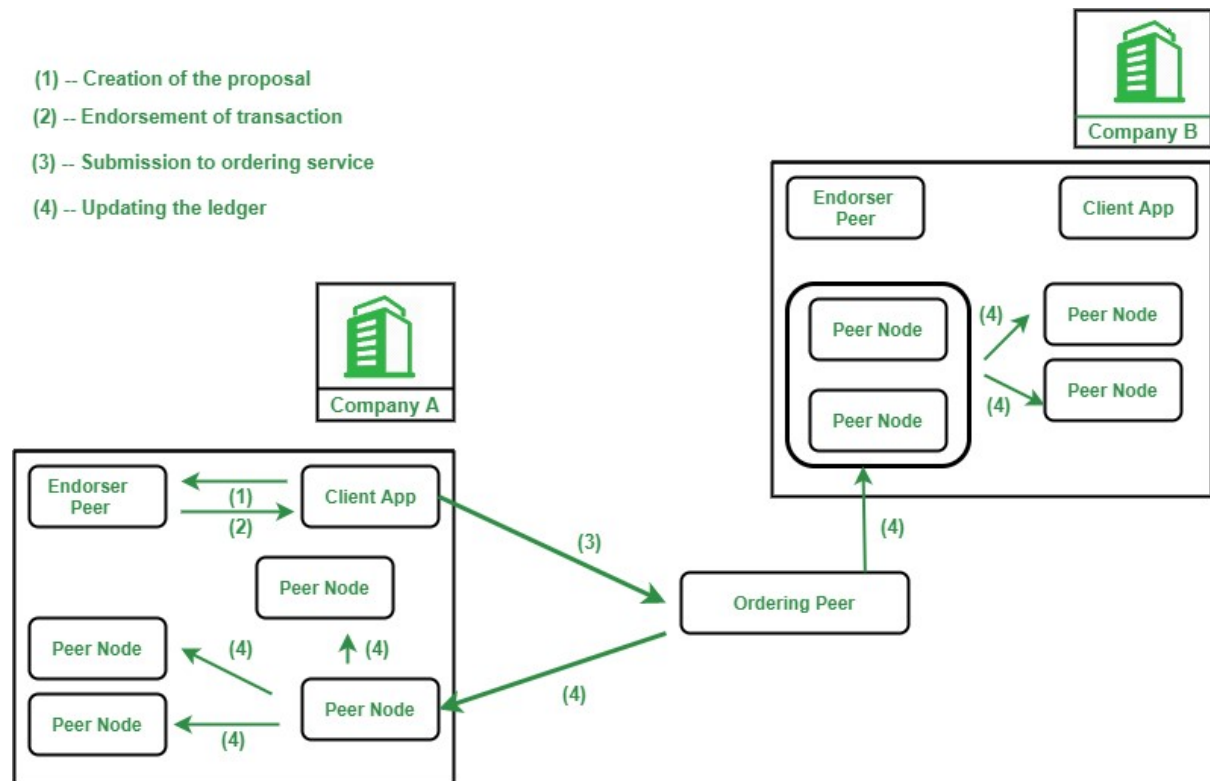 (1) -- Creation of the proposal
(2) -- Endorsement of transaction
(3) -- Submission to ordering service
(4) -- Updating the ledger
Company B
Endorser
Peer
Client App
Peer Node
(4)
Peer Node
Peer Node
(4)
Peer Node
(4)
Company A
Endorser
Peer
(1)
(2)
Client App
(3)
Ordering Peer
Peer Node
Peer Node
(4)
(4)
Peer Node
(4)
Peer Node
(4)